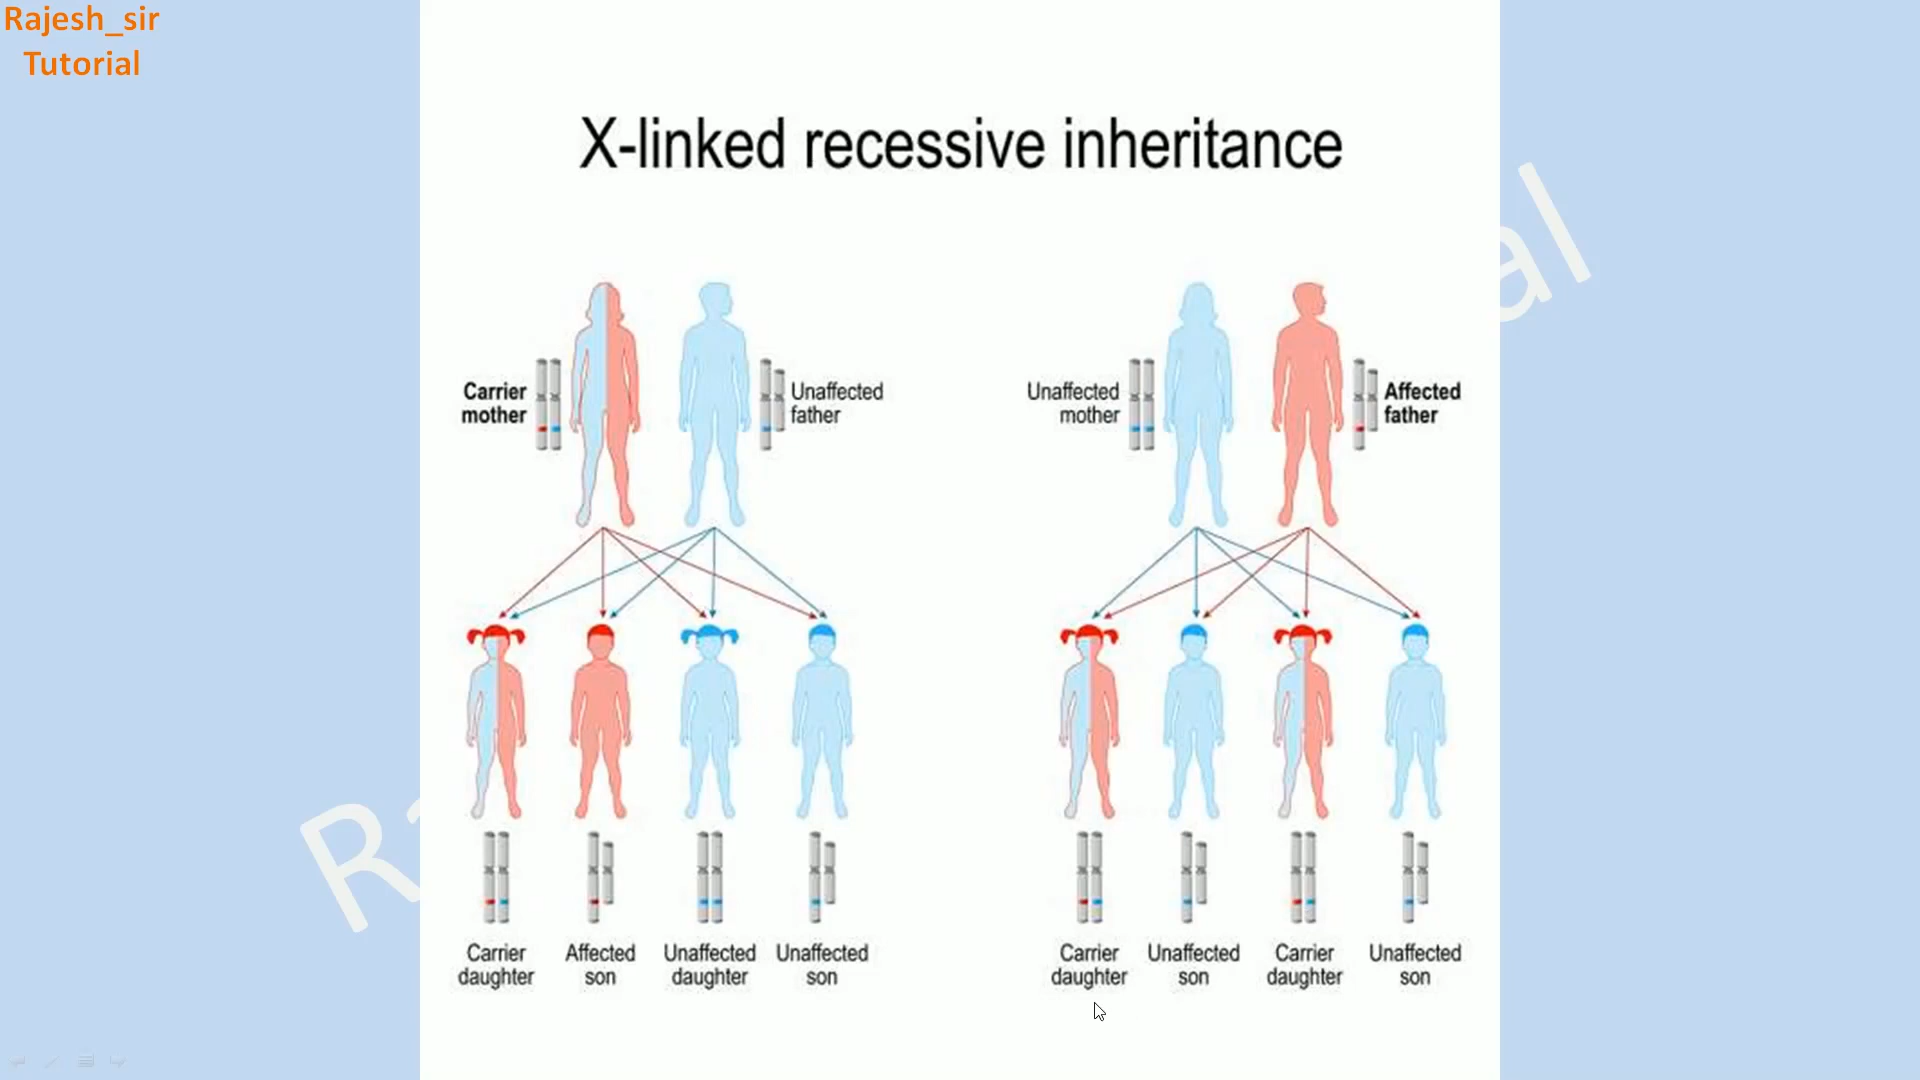 Rajesh_sir
Tutorial
X-linked recessive inheritance
Carrier
mother
Unaffected
father
Unaffected
mother
Affected
father
Carrier
daughter
Affected
son
Unaffected
daughter
Unaffected
son
Carrier
daughter
Unaffected
son
Carrier
daughter
Unaffected
son